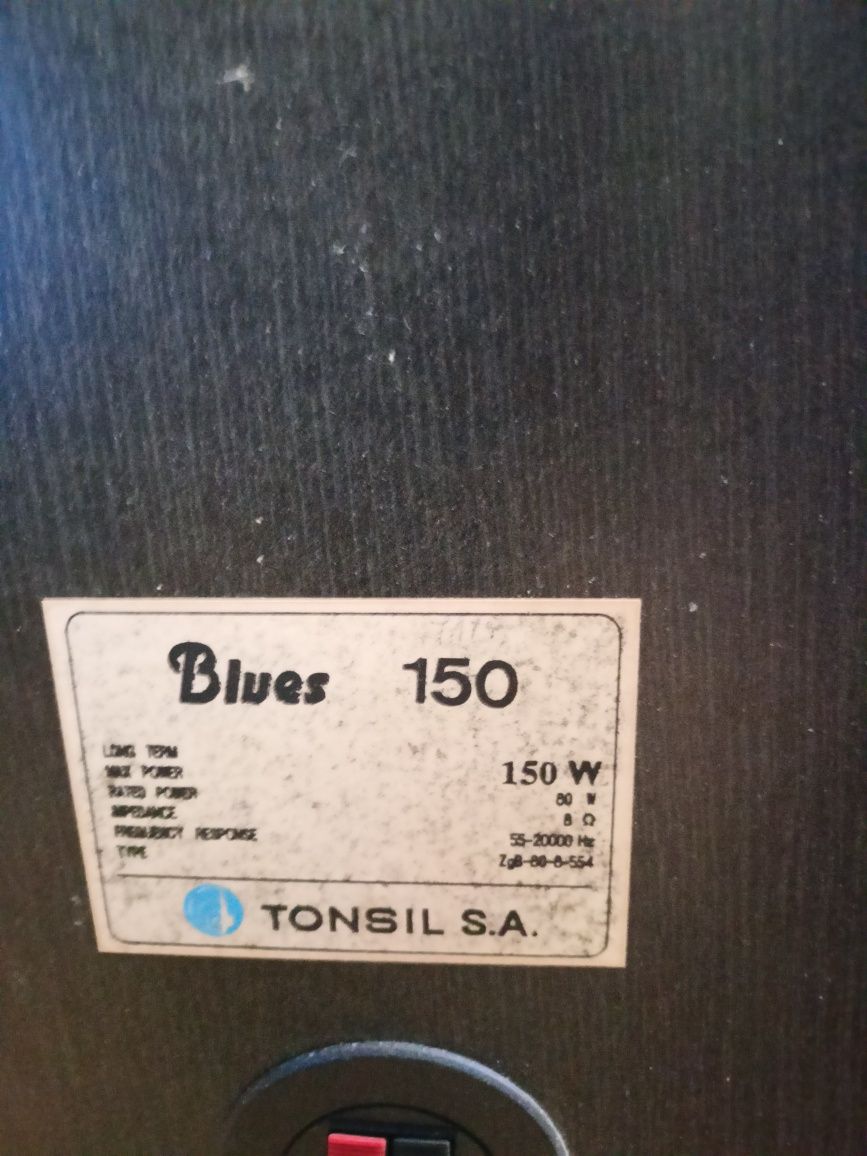 Blues 150
LONG TERM
MAX POWER 150 W
RATED POWER 80 W
IMPEDANCE 8 Ω
FREQUENCY RESPONSE 55-20000 Hz
TYPE ZgB-80-8-554
TONSIL S.A.